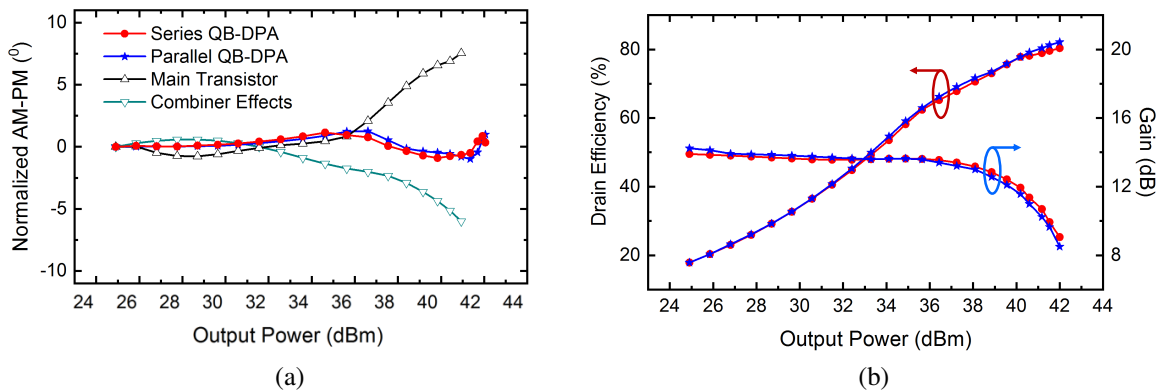 Series QB-DPA
Parallel QB-DPA
Main Transistor
Combiner Effects
10
5
0
-5
-10
Normalized AM-PM (⁰)
24 26 28 30 32 34 36 38 40 42 44
Output Power (dBm)
(a)
80
60
40
20
Drain Efficiency (%)
24 26 28 30 32 34 36 38 40 42 44
Output Power (dBm)
20
16
12
8
Gain (dB)
(b)